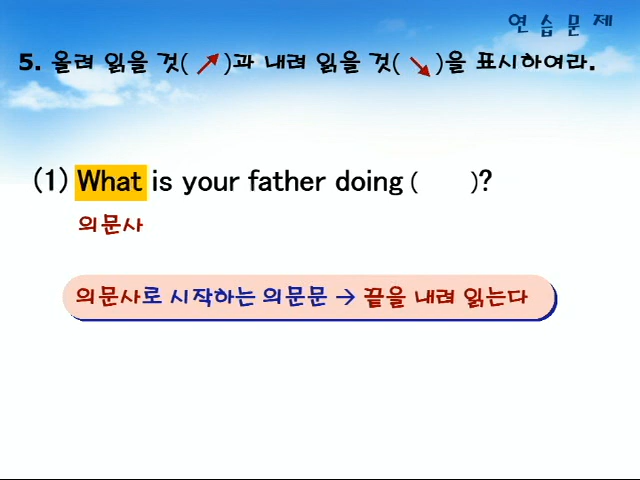 연습문제
5. 올려 읽을 것( ↗ )과 내려 읽을 것( ↘ )을 표시하여라.
(1) What is your father doing ( )?
의문사
의문사로 시작하는 의문문 → 끝을 내려 읽는다